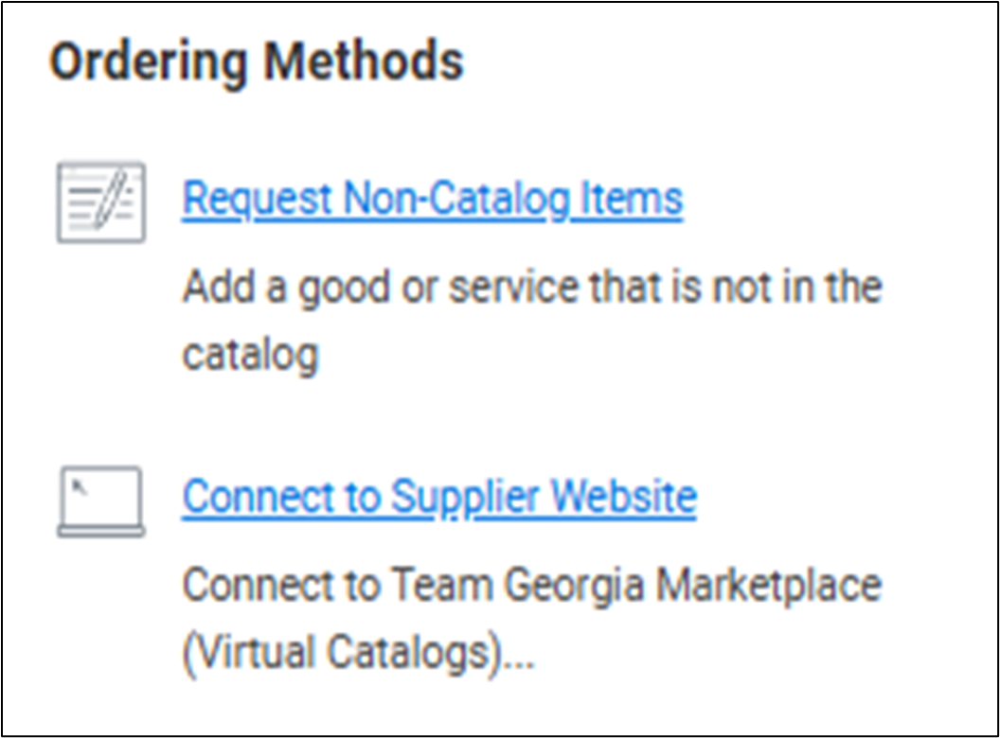 Ordering Methods
Request Non-Catalog Items
Add a good or service that is not in the
catalog
Connect to Supplier Website
Connect to Team Georgia Marketplace
(Virtual Catalogs)...